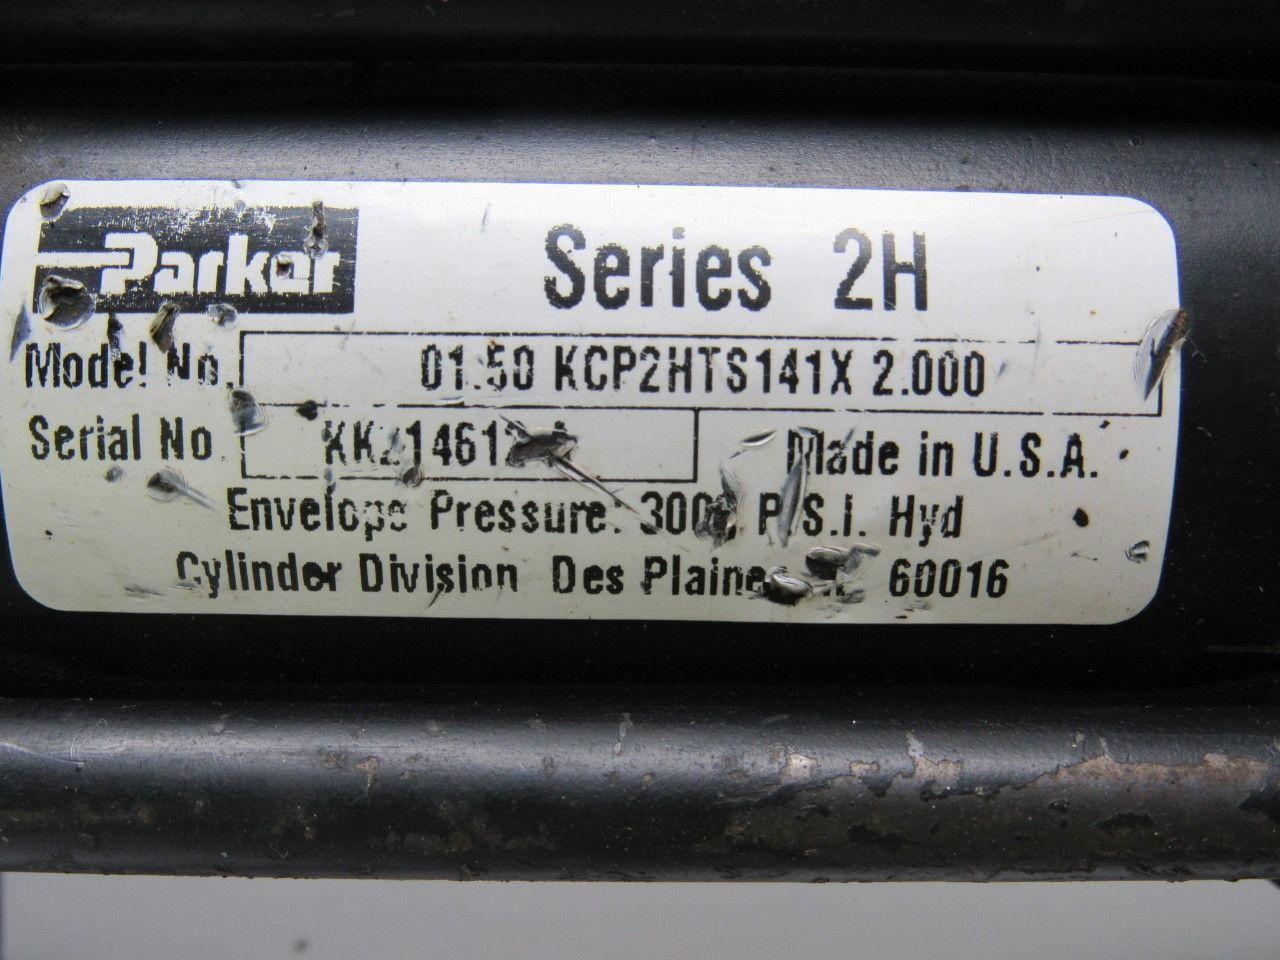 Parker
Series 2H
Model No. 01.50 KCP2HTS141X 2.000
Serial No
Made in U.S.A.
Envelope Pressure: P.S.I. Hyd
Cylinder Division Des Plaines 60016